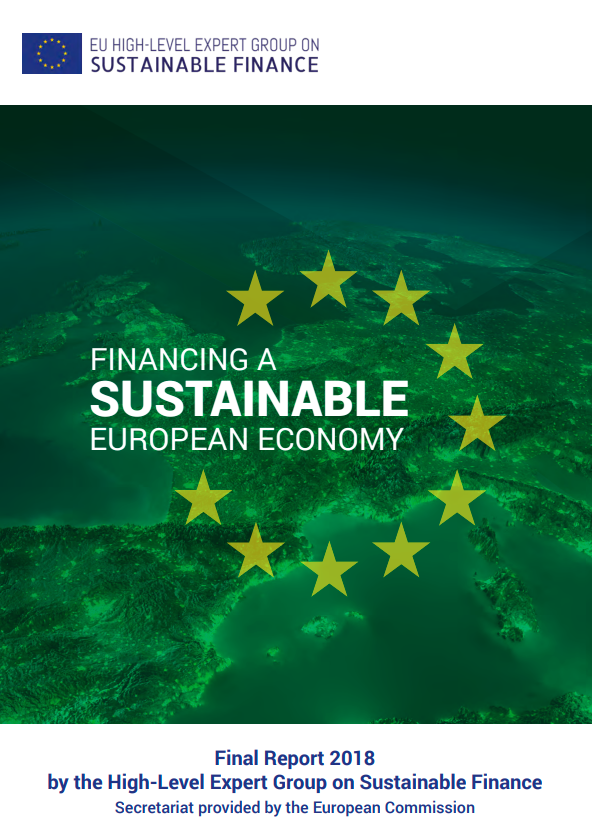 EU HIGH-LEVEL EXPERT GROUP ON
SUSTAINABLE FINANCE
FINANCING A
SUSTAINABLE
EUROPEAN ECONOMY
Final Report 2018
by the High-Level Expert Group on Sustainable Finance
Secretariat provided by the European Commission